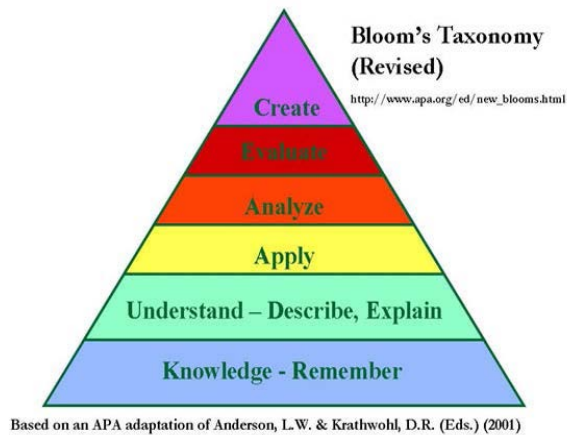 Bloom's Taxonomy
(Revised)
http://www.apa.org/ed/new_blooms.html
Create
Evaluate
Analyze
Apply
Understand – Describe, Explain
Knowledge - Remember
Based on an APA adaptation of Anderson, L.W. & Krathwohl, D.R. (Eds.) (2001)